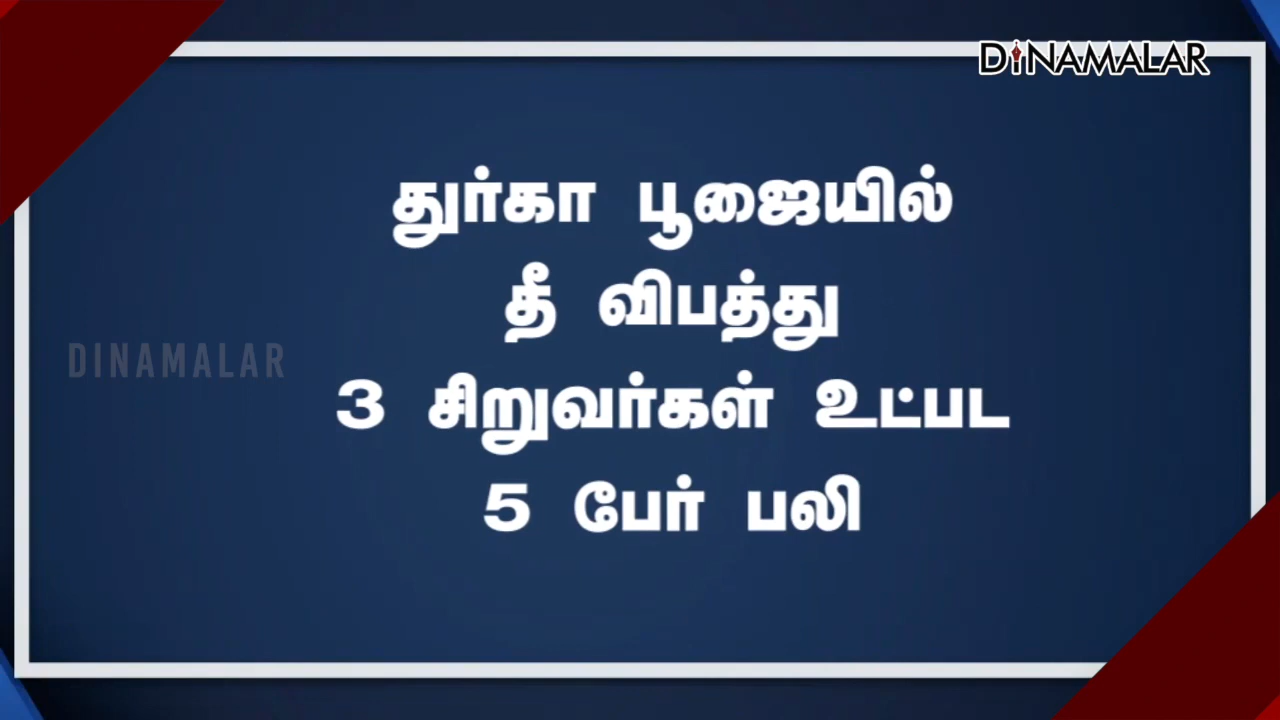 DINAMALAR
துர்கா பூஜையில்
தீ விபத்து
DINAMALAR
3 சிறுவர்கள் உட்பட
5 பேர் பலி